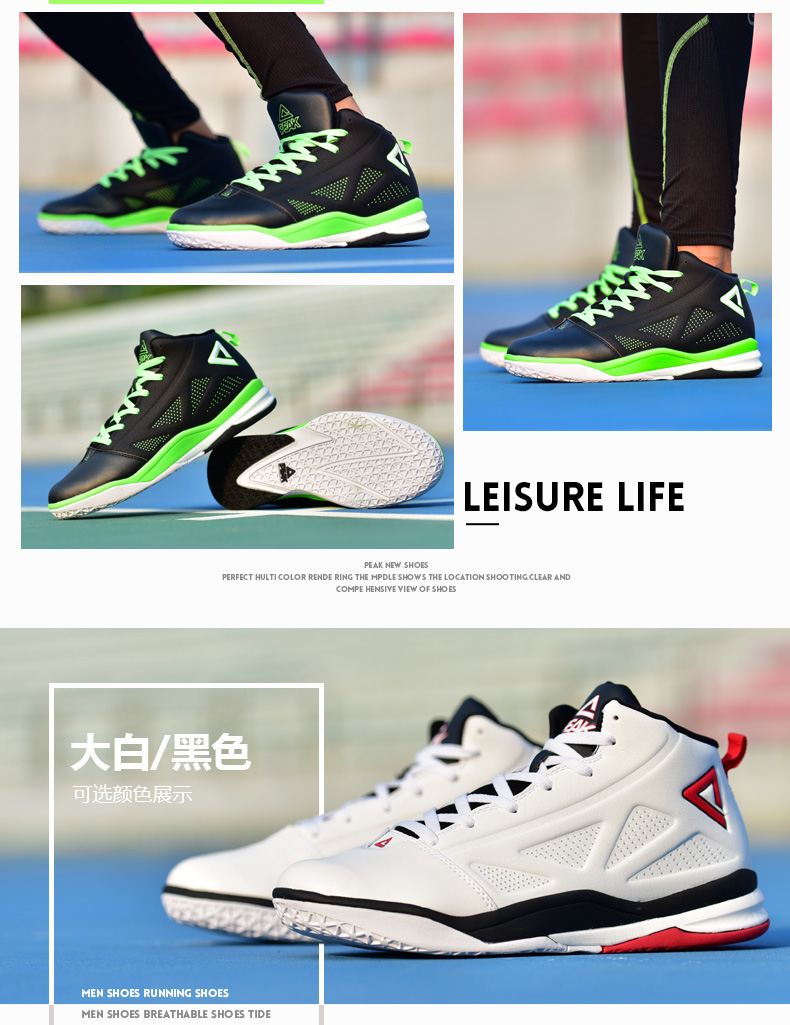 PEAK
LEISURE LIFE
PEAK NEW SHOES
PERFECT HULTI COLOR RENDE RING THE MPDLE SHOWS THE LOCATION SHOOTING.CLEAR AND
COMPE HENSIVE VIEW OF SHOES
PEAK
大白/黑色
可选颜色展示
MEN SHOES RUNNING SHOES
MEN SHOES BREATHABLE SHOES TIDE